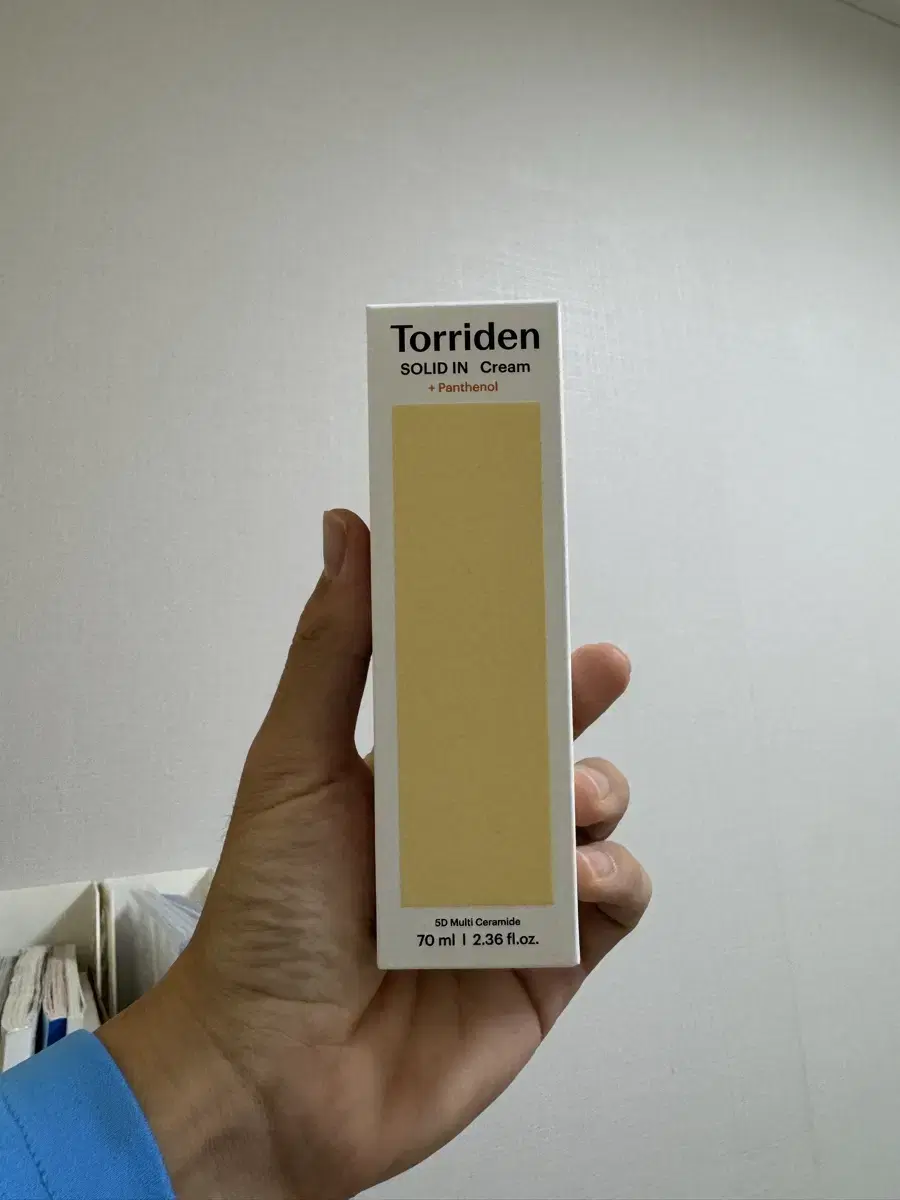 Torriden
SOLID IN Cream
+ Panthenol
5D Multi Ceramide
70 ml | 2.36 fl.oz.